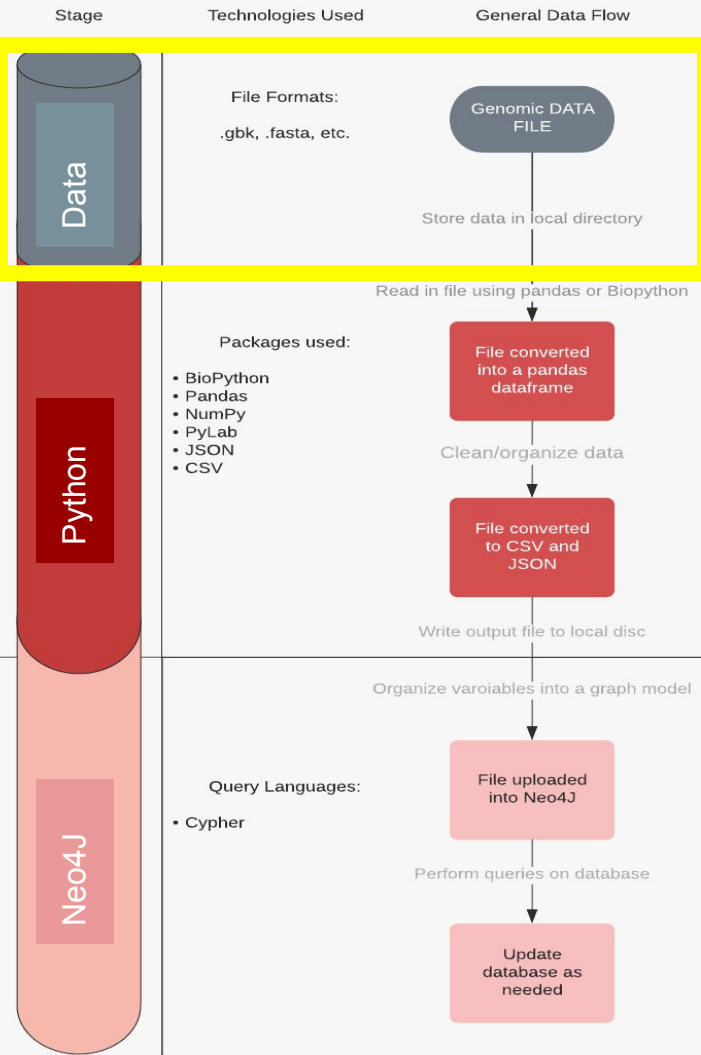 Stage
Technologies Used
General Data Flow
Data
File Formats:
.gbk, .fasta, etc.
Genomic DATA
FILE
Store data in local directory
Read in file using pandas or Biopython
Python
Packages used:
• BioPython
• Pandas
• NumPy
• PyLab
• JSON
• CSV
File converted
into a pandas
dataframe
Clean/organize data
File converted
to CSV and
JSON
Write output file to local disc
Organize varoiables into a graph model
Neo4J
Query Languages:
• Cypher
File uploaded
into Neo4J
Perform queries on database
Update
database as
needed